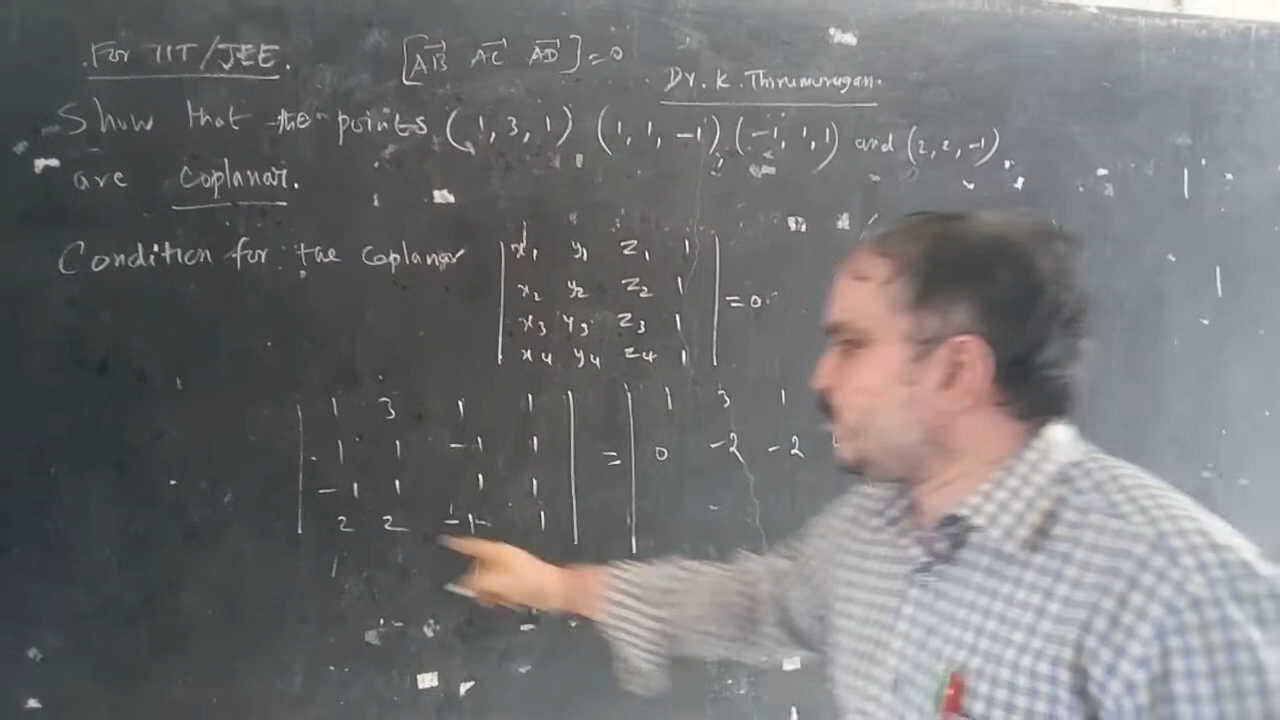 For IIT/JEE. [AB AC AD] = 0
Dr. K. Thirumurugan.
Show that the points (1, 3, 1) (1, 1, -1) (-1, 1, 1) and (2, 2, -1)
are coplanar.
Condition for the Coplanar
x₁ y₁ z₁ 1
x₂ y₂ z₂ 1 = 0
x₃ y₃ z₃ 1
x₄ y₄ z₄ 1
1 3 1 1
1 1 -1 1
-1 1 1 1
2 2 -1 1
= 1 3 1
0 -2 -2